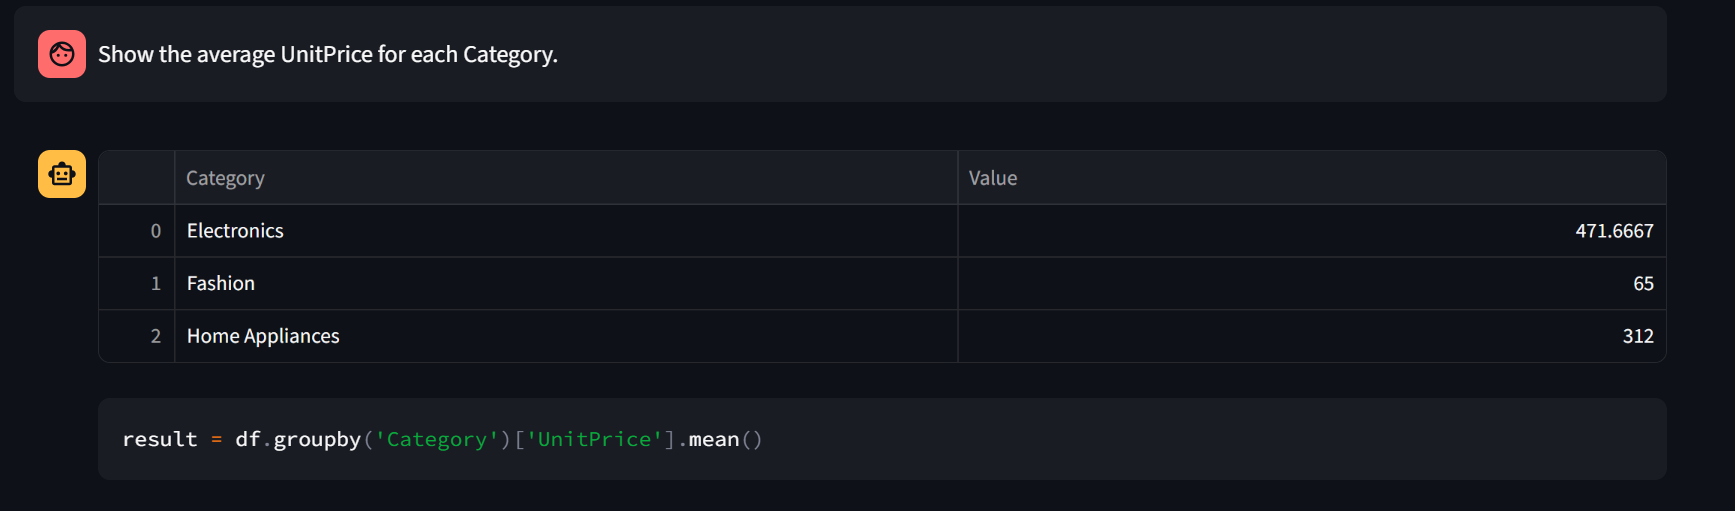 Show the average UnitPrice for each Category.
Category Value
0 Electronics 471.6667
1 Fashion 65
2 Home Appliances 312
result = df.groupby('Category')['UnitPrice'].mean()